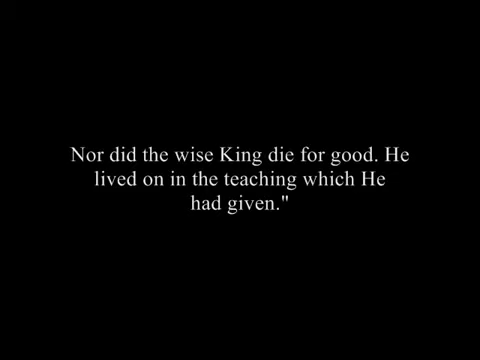 Nor did the wise King die for good. He
lived on in the teaching which He
had given."